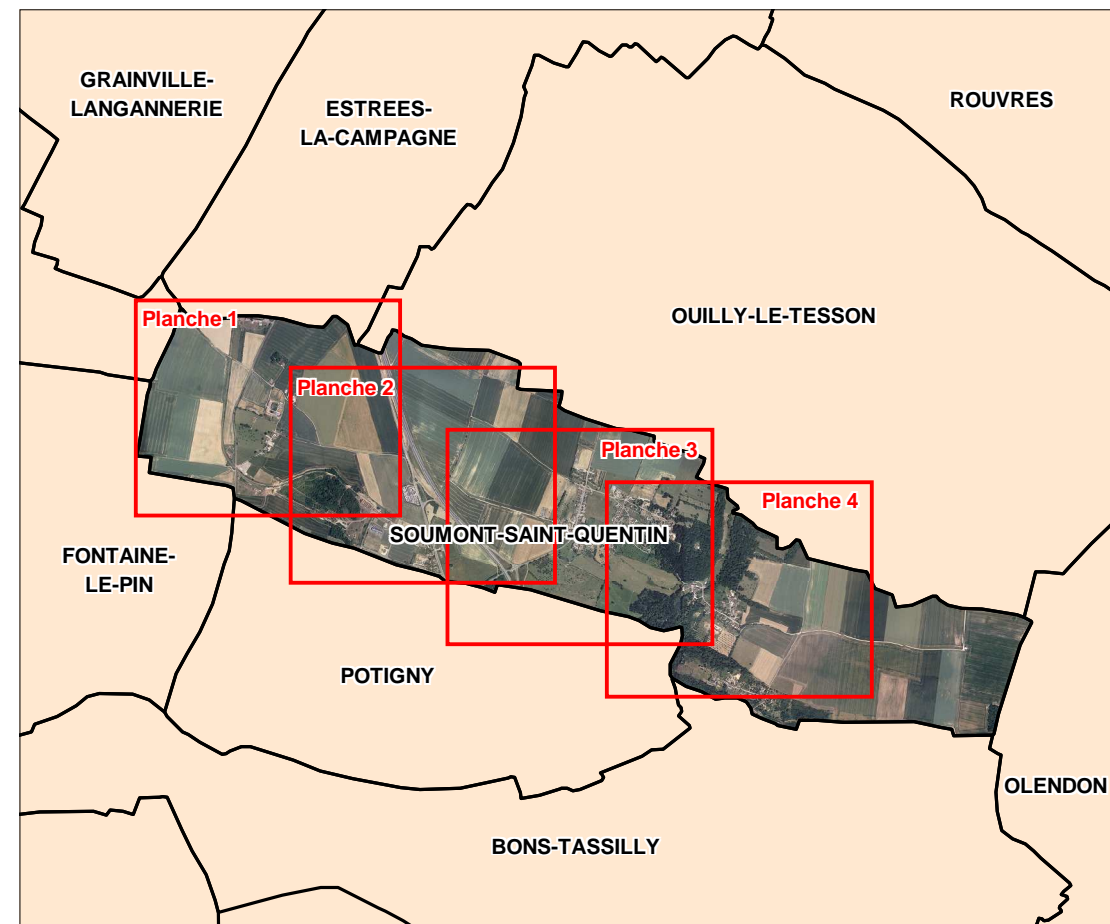 GRAINVILLE-
LANGANNERIE
ESTREES-
LA-CAMPAGNE
ROUVRES
OUILLY-LE-TESSON
Planche 1
Planche 2
Planche 3
Planche 4
SOUMONT-SAINT-QUENTIN
FONTAINE-
LE-PIN
POTIGNY
OLENDON
BONS-TASSILLY